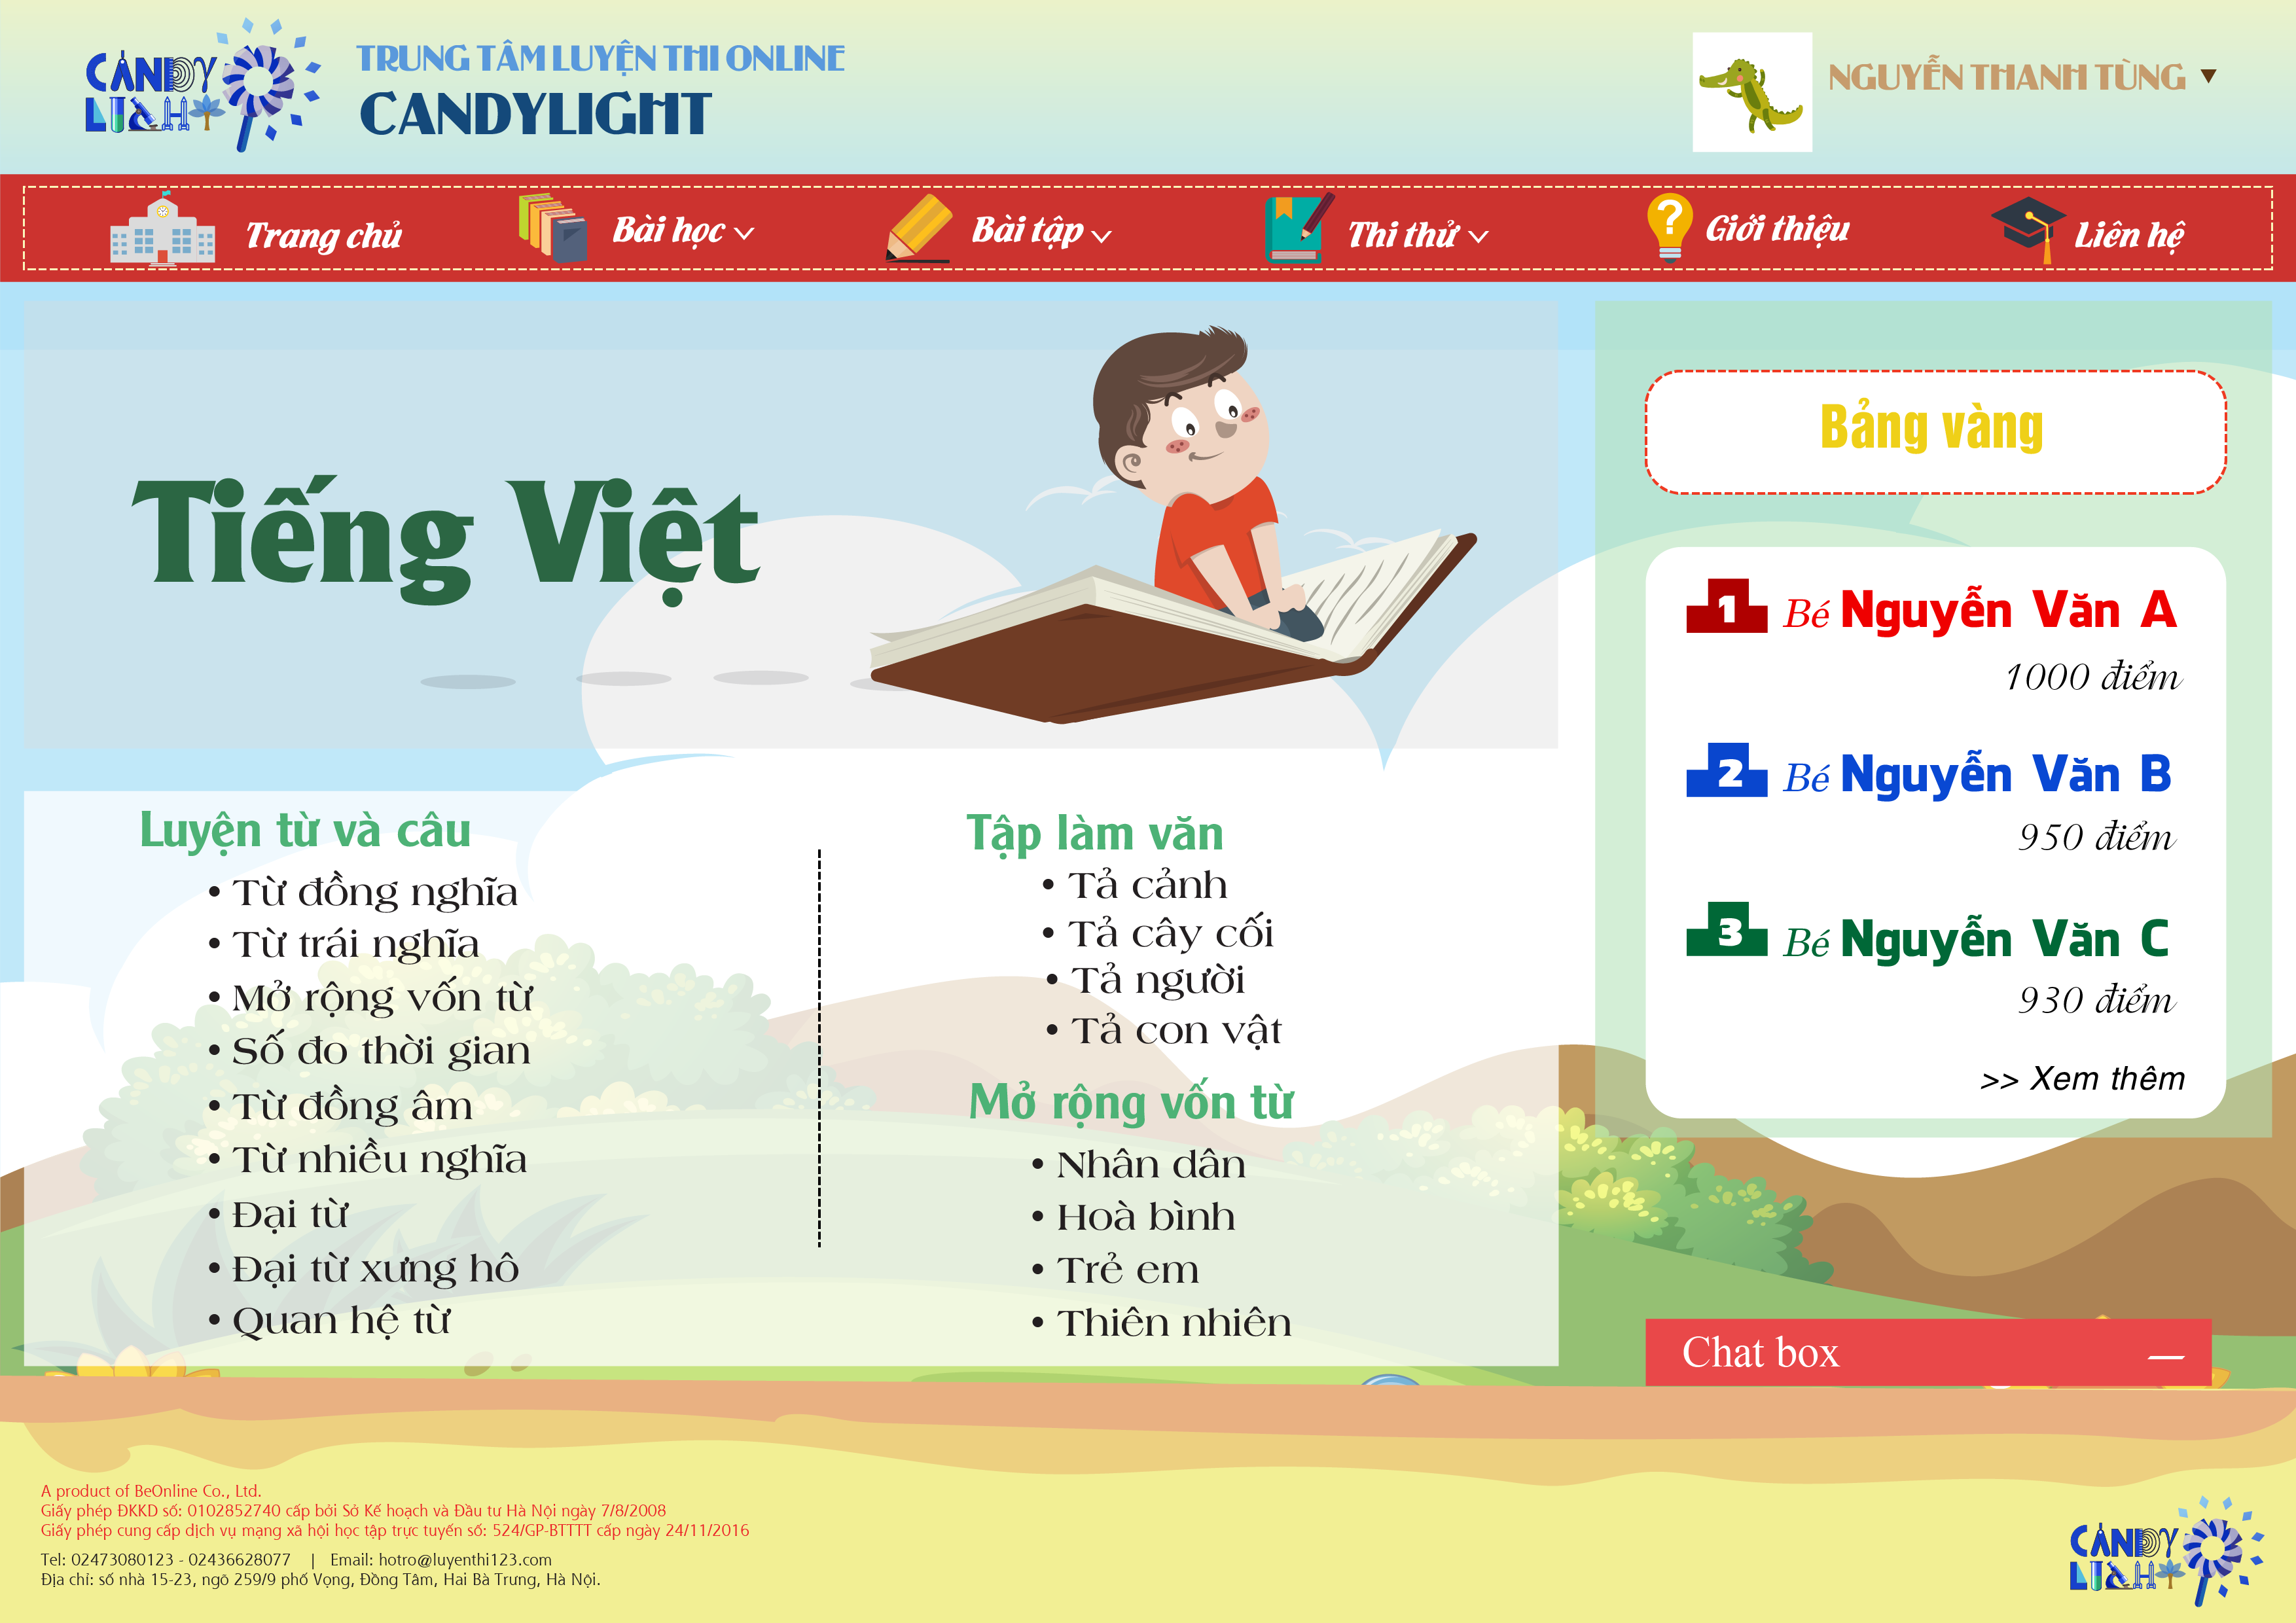 CANDY
LIGHT
TRUNG TÂM LUYỆN THI ONLINE
CANDYLIGHT
NGUYỄN THANH TÙNG
Trang chủ
Bài học
Bài tập
Thi thử
Giới thiệu
Liên hệ
Tiếng Việt
Bảng vàng
1 Bé Nguyễn Văn A
1000 điểm
2 Bé Nguyễn Văn B
950 điểm
3 Bé Nguyễn Văn C
930 điểm
>> Xem thêm
Luyện từ và câu
• Từ đồng nghĩa
• Từ trái nghĩa
• Mở rộng vốn từ
• Số đo thời gian
• Từ đồng âm
• Từ nhiều nghĩa
• Đại từ
• Đại từ xưng hô
• Quan hệ từ
Tập làm văn
• Tả cảnh
• Tả cây cối
• Tả người
• Tả con vật
Mở rộng vốn từ
• Nhân dân
• Hoà bình
• Trẻ em
• Thiên nhiên
Chat box
A product of BeOnline Co., Ltd.
Giấy phép ĐKKD số: 0102852740 cấp bởi Sở Kế hoạch và Đầu tư Hà Nội ngày 7/8/2008
Giấy phép cung cấp dịch vụ mạng xã hội học tập trực tuyến số: 524/GP-BTTTT cấp ngày 24/11/2016
Tel: 02473080123 - 02436628077 | Email: hotro@luyenthi123.com
Địa chỉ: số nhà 15-23, ngõ 259/9 phố Vọng, Đồng Tâm, Hai Bà Trưng, Hà Nội.
CANDY
LIGHT